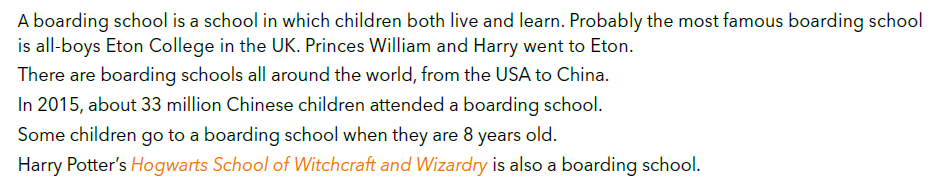 A boarding school is a school in which children both live and learn. Probably the most famous boarding school
is all-boys Eton College in the UK. Princes William and Harry went to Eton.
There are boarding schools all around the world, from the USA to China.
In 2015, about 33 million Chinese children attended a boarding school.
Some children go to a boarding school when they are 8 years old.
Harry Potter's Hogwarts School of Witchcraft and Wizardry is also a boarding school.